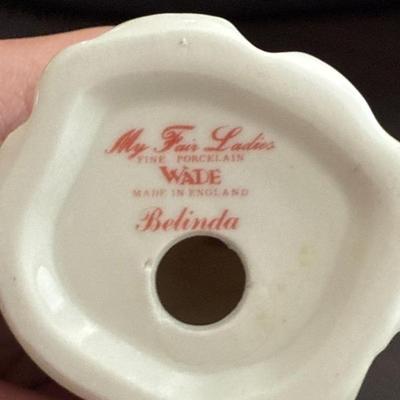 My Fair Ladies
FINE PORCELAIN
WADE
MADE IN ENGLAND
Belinda